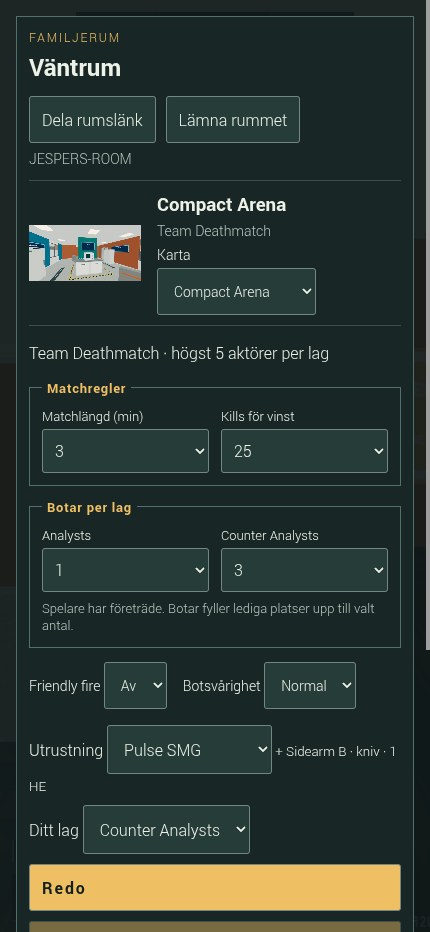 FAMILJERUM
Väntrum
Dela rumslänk Lämna rummet
JESPERS-ROOM
Compact Arena
Team Deathmatch
Karta
Compact Arena
Team Deathmatch · högst 5 aktörer per lag
Matchregler
Matchlängd (min) Kills för vinst
3 25
Botar per lag
Analysts Counter Analysts
1 3
Spelare har företräde. Botar fyller lediga platser upp till valt
antal.
Friendly fire Av Botsvårighet Normal
Utrustning Pulse SMG + Sidearm B · kniv · 1
HE
Ditt lag Counter Analysts
Redo